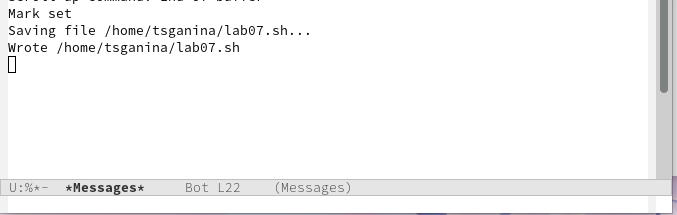 Mark set
Saving file /home/tsganina/lab07.sh...
Wrote /home/tsganina/lab07.sh
U:%*-  *Messages*     Bot L22    (Messages)